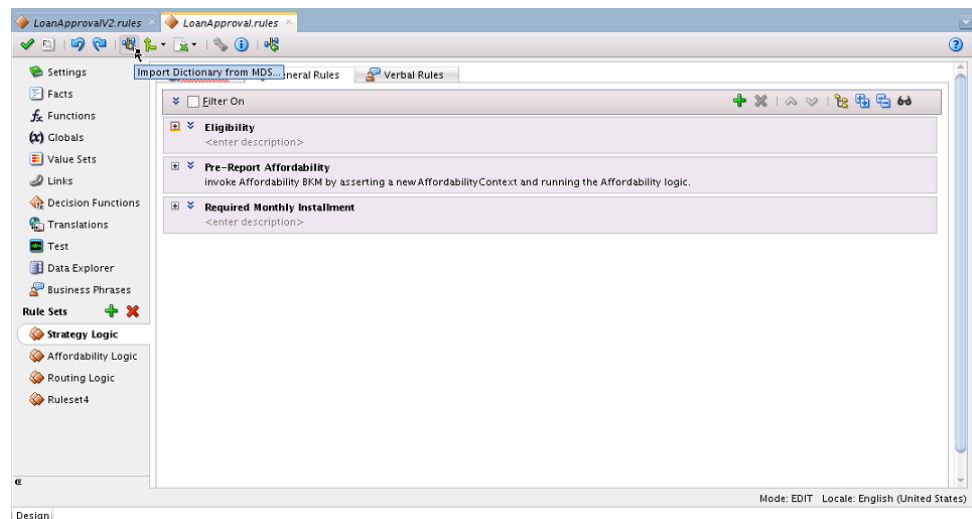 LoanApprovalV2.rules
LoanApproval.rules
Import Dictionary from MDS...
Settings
Facts
Functions
Globals
Value Sets
Links
Decision Functions
Translations
Test
Data Explorer
Business Phrases
Rule Sets
Strategy Logic
Affordability Logic
Routing Logic
Ruleset4
eneral Rules
Verbal Rules
Filter On
Eligibility
<enter description>
Pre-Report Affordability
invoke Affordability BKM by asserting a new AffordabilityContext and running the Affordability logic.
Required Monthly Installment
<enter description>
Mode: EDIT Locale: English (United States)
Design